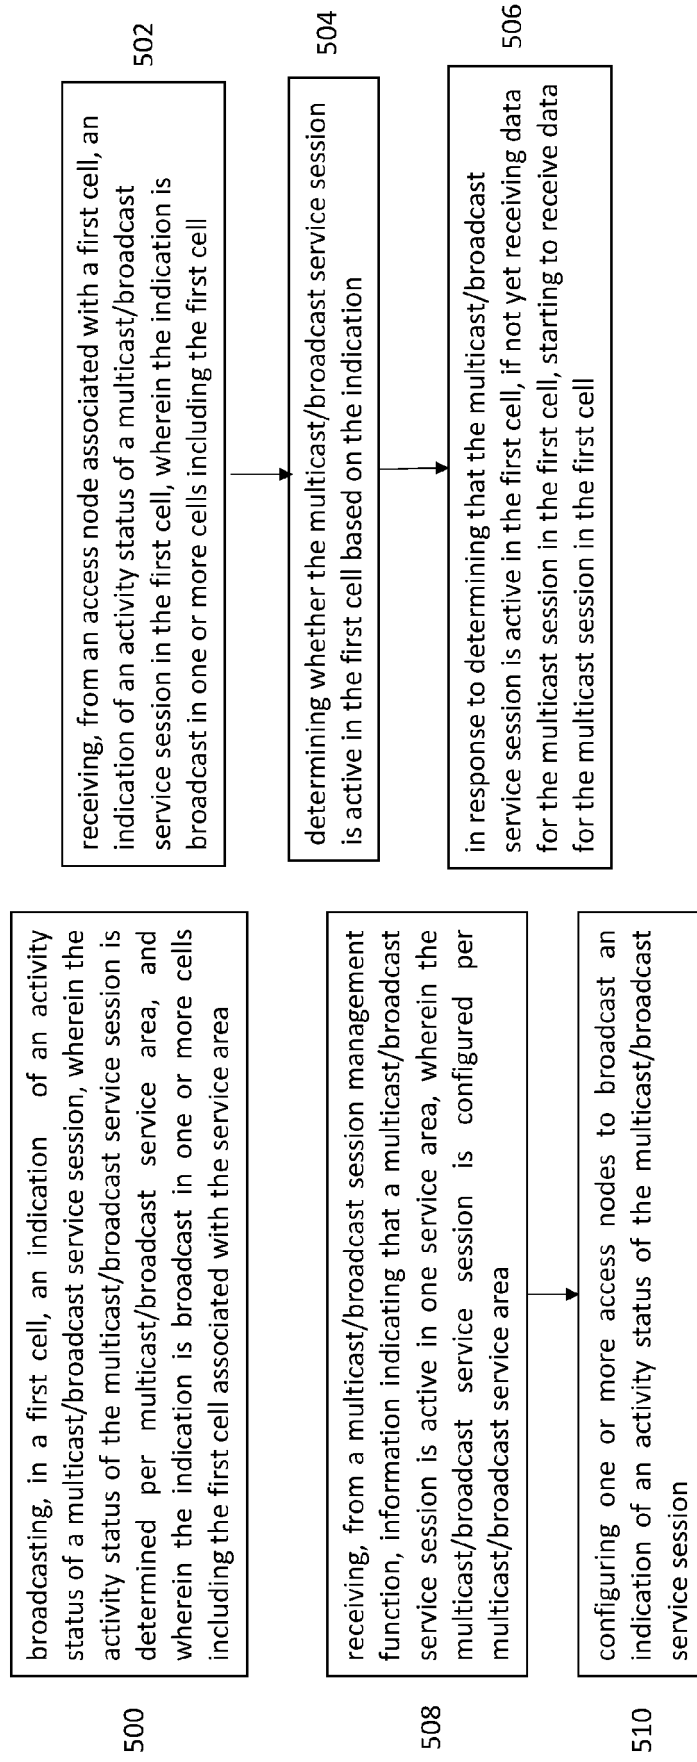 500
broadcasting, in a first cell, an indication of an activity
status of a multicast/broadcast service session, wherein the
activity status of the multicast/broadcast service session is
determined per multicast/broadcast service area, and
wherein the indication is broadcast in one or more cells
including the first cell associated with the service area
508
receiving, from a multicast/broadcast session management
function, information indicating that a multicast/broadcast
service session is active in one service area, wherein the
multicast/broadcast service session is configured per
multicast/broadcast service area
510
configuring one or more access nodes to broadcast an
indication of an activity status of the multicast/broadcast
service session
receiving, from an access node associated with a first cell, an
indication of an activity status of a multicast/broadcast
service session in the first cell, wherein the indication is
broadcast in one or more cells including the first cell
502
determining whether the multicast/broadcast service session
is active in the first cell based on the indication
504
in response to determining that the multicast/broadcast
service session is active in the first cell, if not yet receiving data
for the multicast session in the first cell, starting to receive data
for the multicast session in the first cell
506